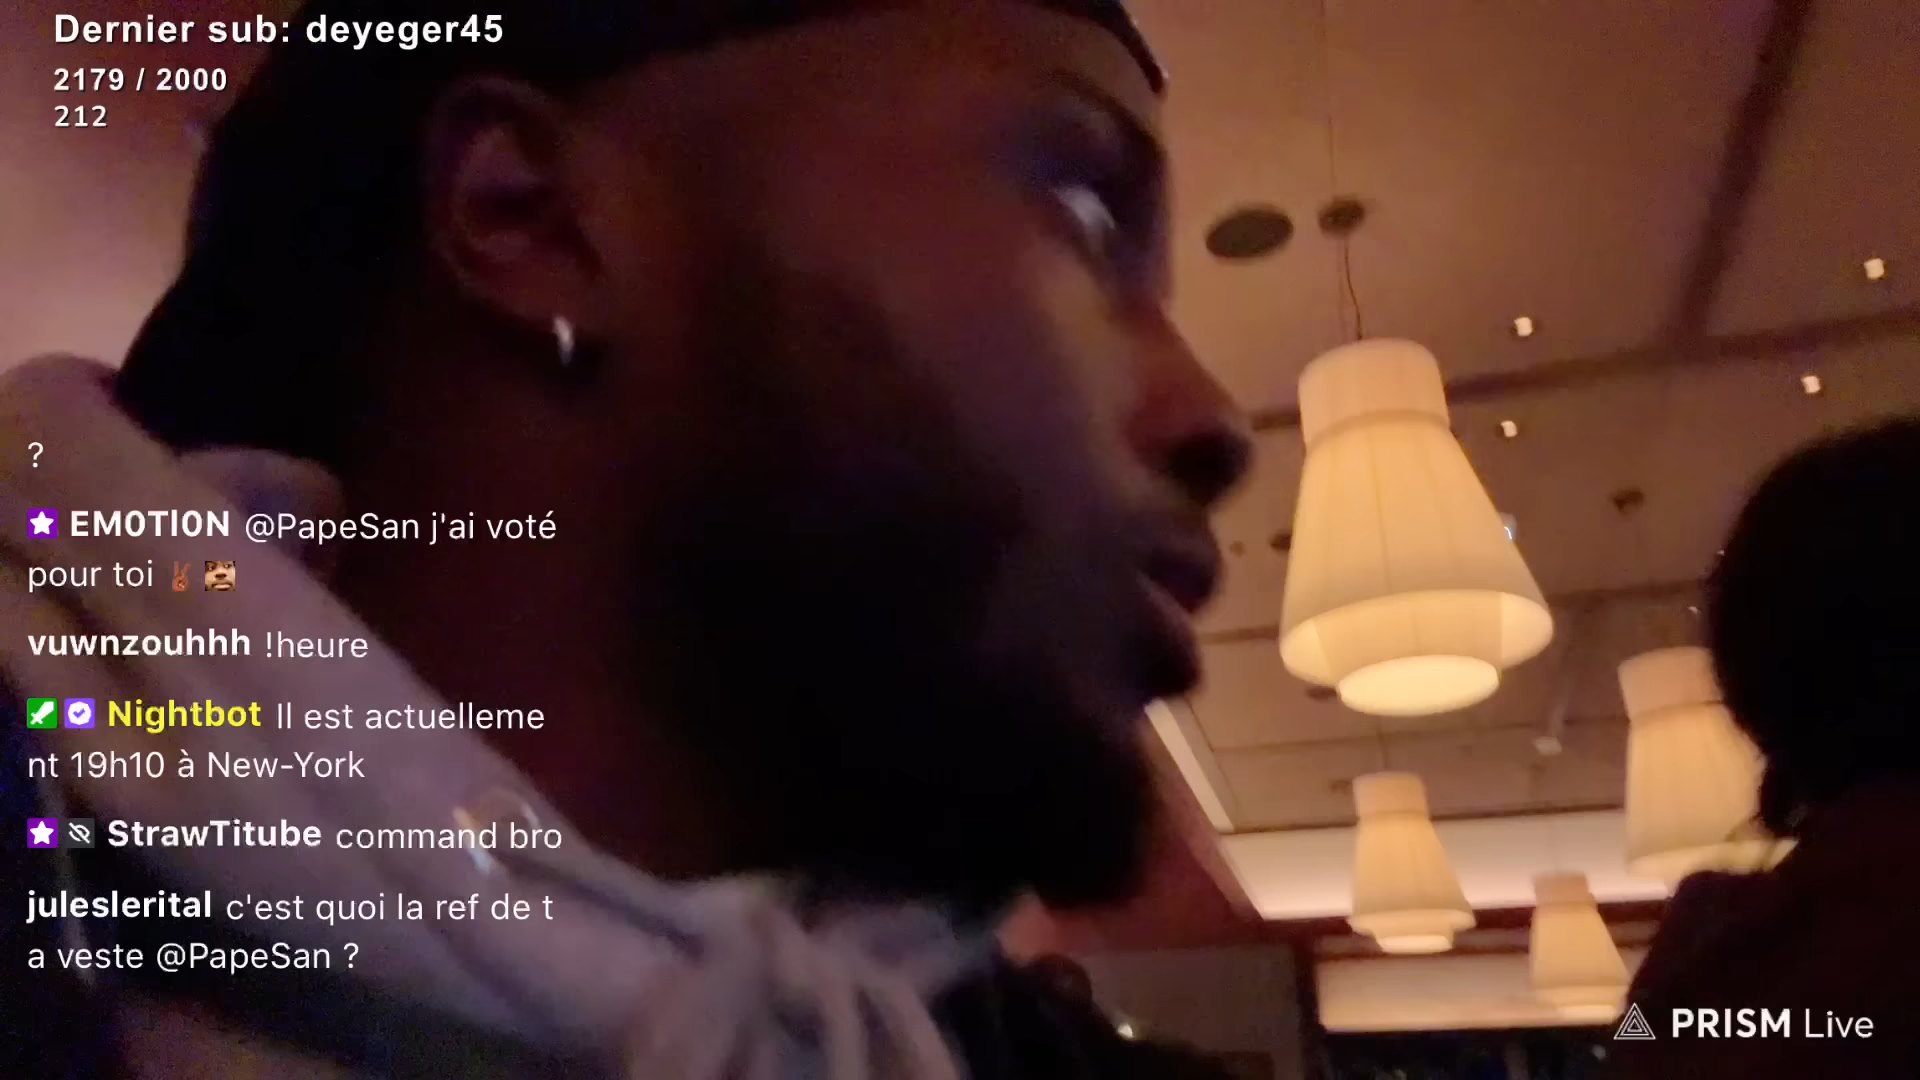 Dernier sub: deyeger45
2179 / 2000
212
?
EM0TI0N @PapeSan j'ai voté
pour toi
vuwnzouhhh !heure
Nightbot Il est actuelleme
nt 19h10 à New-York
StrawTitube command bro
juleslerital c'est quoi la ref de t
a veste @PapeSan ?
PRISM Live